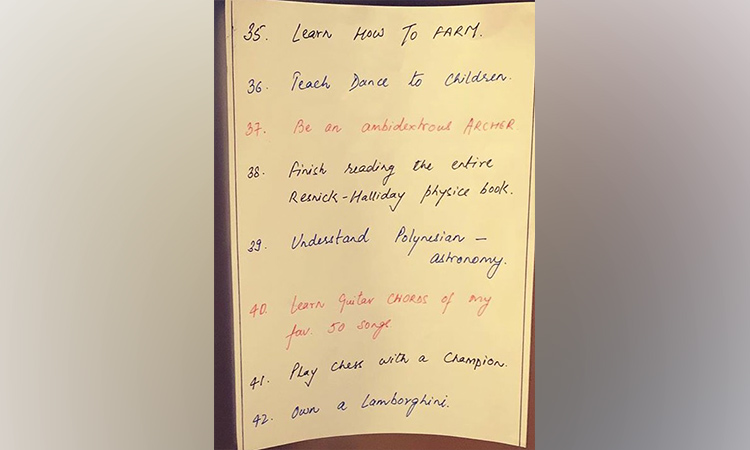 35. Learn HOW TO FARM.
36. Teach Dance to Children.
37. Be an ambidextrous ARCHER
38. Finish reading the entire
Resnick-Halliday physics book.
39. Understand Polynesian -
astronomy.
40. Learn Guitar CHORDS of my
fav. 50 songs
41. Play Chess with a Champion.
42. Own a Lamborghini.